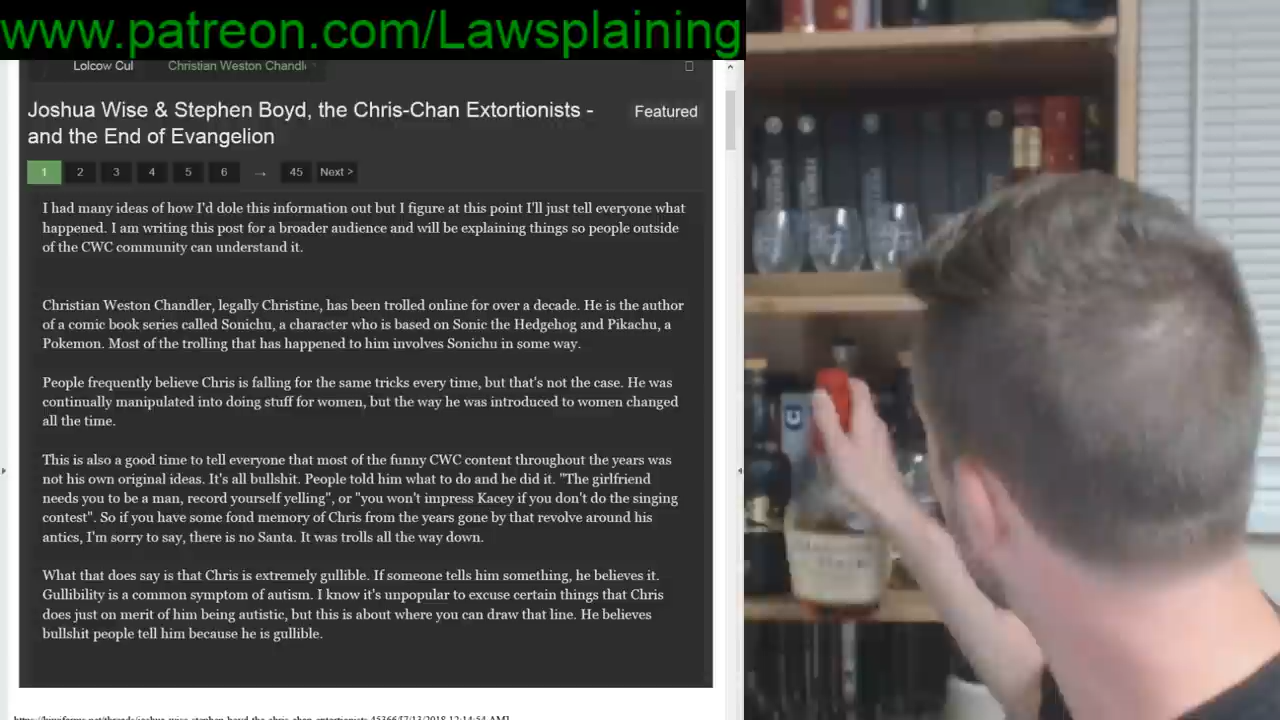 www.patreon.com/Lawsplaining
Lolcow Cul
Christian Weston Chandl
Joshua Wise & Stephen Boyd, the Chris-Chan Extortionists -
and the End of Evangelion
Featured
1 2 3 4 5 6 → 45 Next >
I had many ideas of how I'd dole this information out but I figure at this point I'll just tell everyone what
happened. I am writing this post for a broader audience and will be explaining things so people outside
of the CWC community can understand it.
Christian Weston Chandler, legally Christine, has been trolled online for over a decade. He is the author
of a comic book series called Sonichu, a character who is based on Sonic the Hedgehog and Pikachu, a
Pokemon. Most of the trolling that has happened to him involves Sonichu in some way.
People frequently believe Chris is falling for the same tricks every time, but that's not the case. He was
continually manipulated into doing stuff for women, but the way he was introduced to women changed
all the time.
This is also a good time to tell everyone that most of the funny CWC content throughout the years was
not his own original ideas. It's all bullshit. People told him what to do and he did it. "The girlfriend
needs you to be a man, record yourself yelling", or "you won't impress Kacey if you don't do the singing
contest". So if you have some fond memory of Chris from the years gone by that revolve around his
antics, I'm sorry to say, there is no Santa. It was trolls all the way down.
What that does say is that Chris is extremely gullible. If someone tells him something, he believes it.
Gullibility is a common symptom of autism. I know it's unpopular to excuse certain things that Chris
does just on merit of him being autistic, but this is about where you can draw that line. He believes
bullshit people tell him because he is gullible.